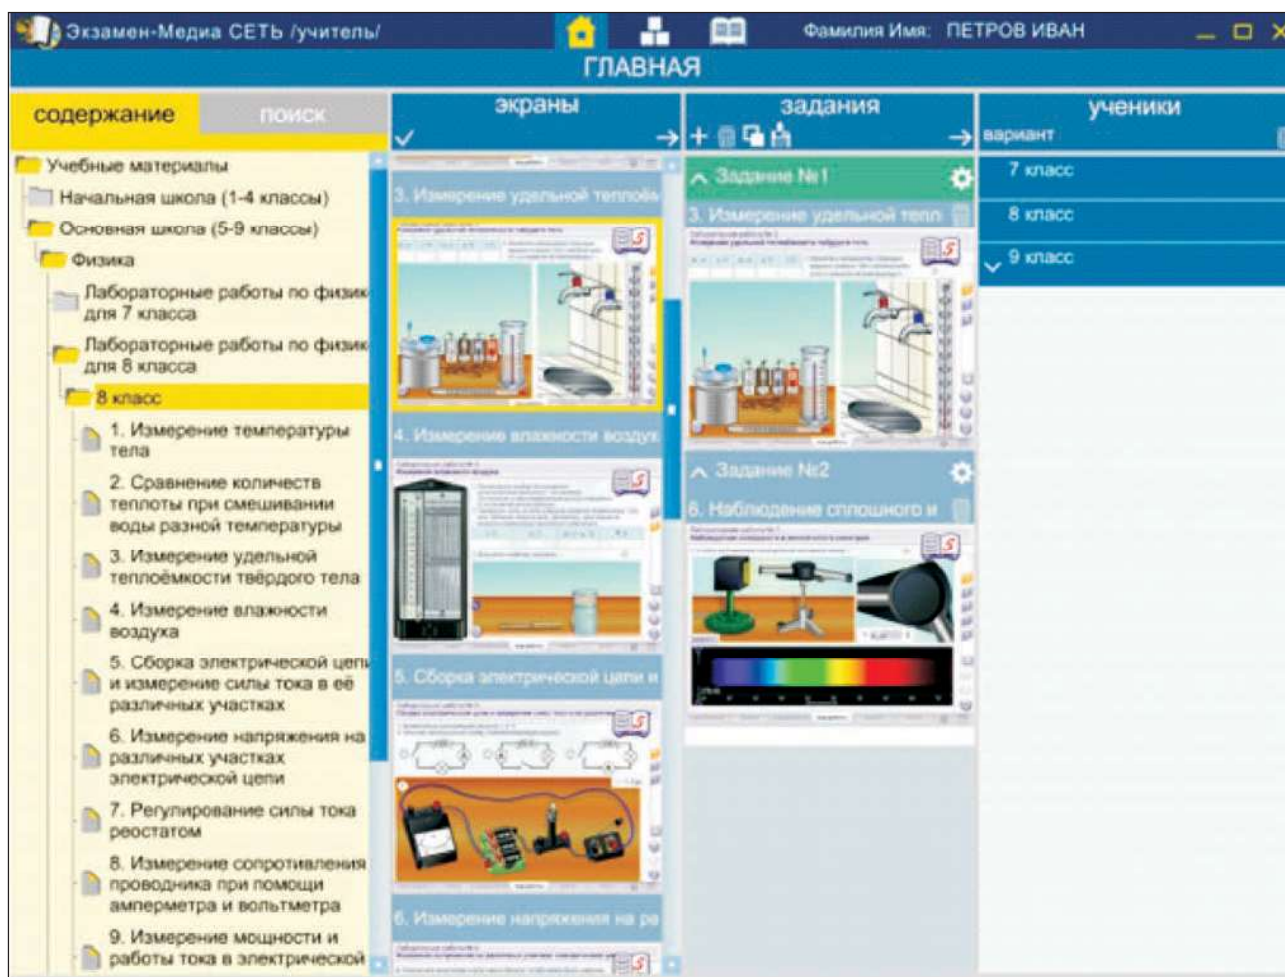 Экзамен-Медиа СЕТЬ /учитель/
Фамилия Имя: ПЕТРОВ ИВАН
ГЛАВНАЯ
содержание
поиск
Учебные материалы
Начальная школа (1-4 классы)
Основная школа (5-9 классы)
Физика
Лабораторные работы по физик
для 7 класса
Лабораторные работы по физик
для 8 класса
8 класс
1. Измерение температуры
тела
2. Сравнение количеств
теплоты при смешивании
воды разной температуры
3. Измерение удельной
теплоёмкости твёрдого тела
4. Измерение влажности
воздуха
5. Сборка электрической цепи
и измерение силы тока в её
различных участках
6. Измерение напряжения на
различных участках
электрической цепи
7. Регулирование силы тока
реостатом
8. Измерение сопротивления
проводника при помощи
амперметра и вольтметра
9. Измерение мощности и
работы тока в электрической
экраны
3. Измерение удельной теплоём
4. Измерение влажности воздух
5. Сборка электрической цепи и
6. Измерение напряжения на ра
задания
Задание №1
3. Измерение удельной тепл
Задание №2
6. Наблюдение сплошного и
ученики
вариант
7 класс
8 класс
9 класс